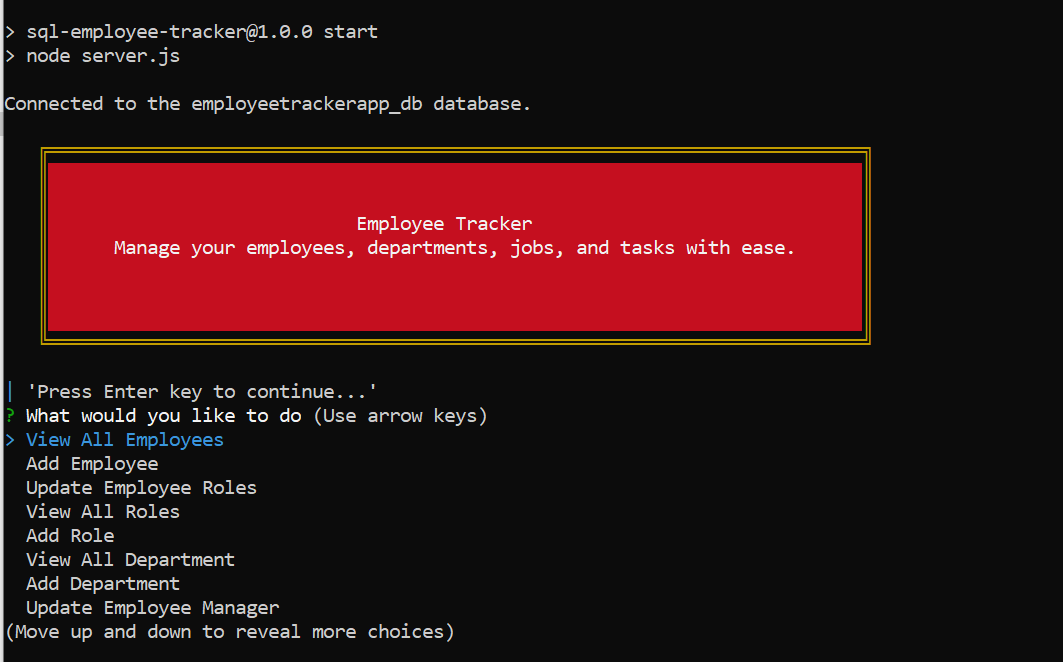 > sql-employee-tracker@1.0.0 start
> node server.js
Connected to the employeetrackerapp_db database.
Employee Tracker
Manage your employees, departments, jobs, and tasks with ease.
| 'Press Enter key to continue...'
? What would you like to do (Use arrow keys)
> View All Employees
Add Employee
Update Employee Roles
View All Roles
Add Role
View All Department
Add Department
Update Employee Manager
(Move up and down to reveal more choices)